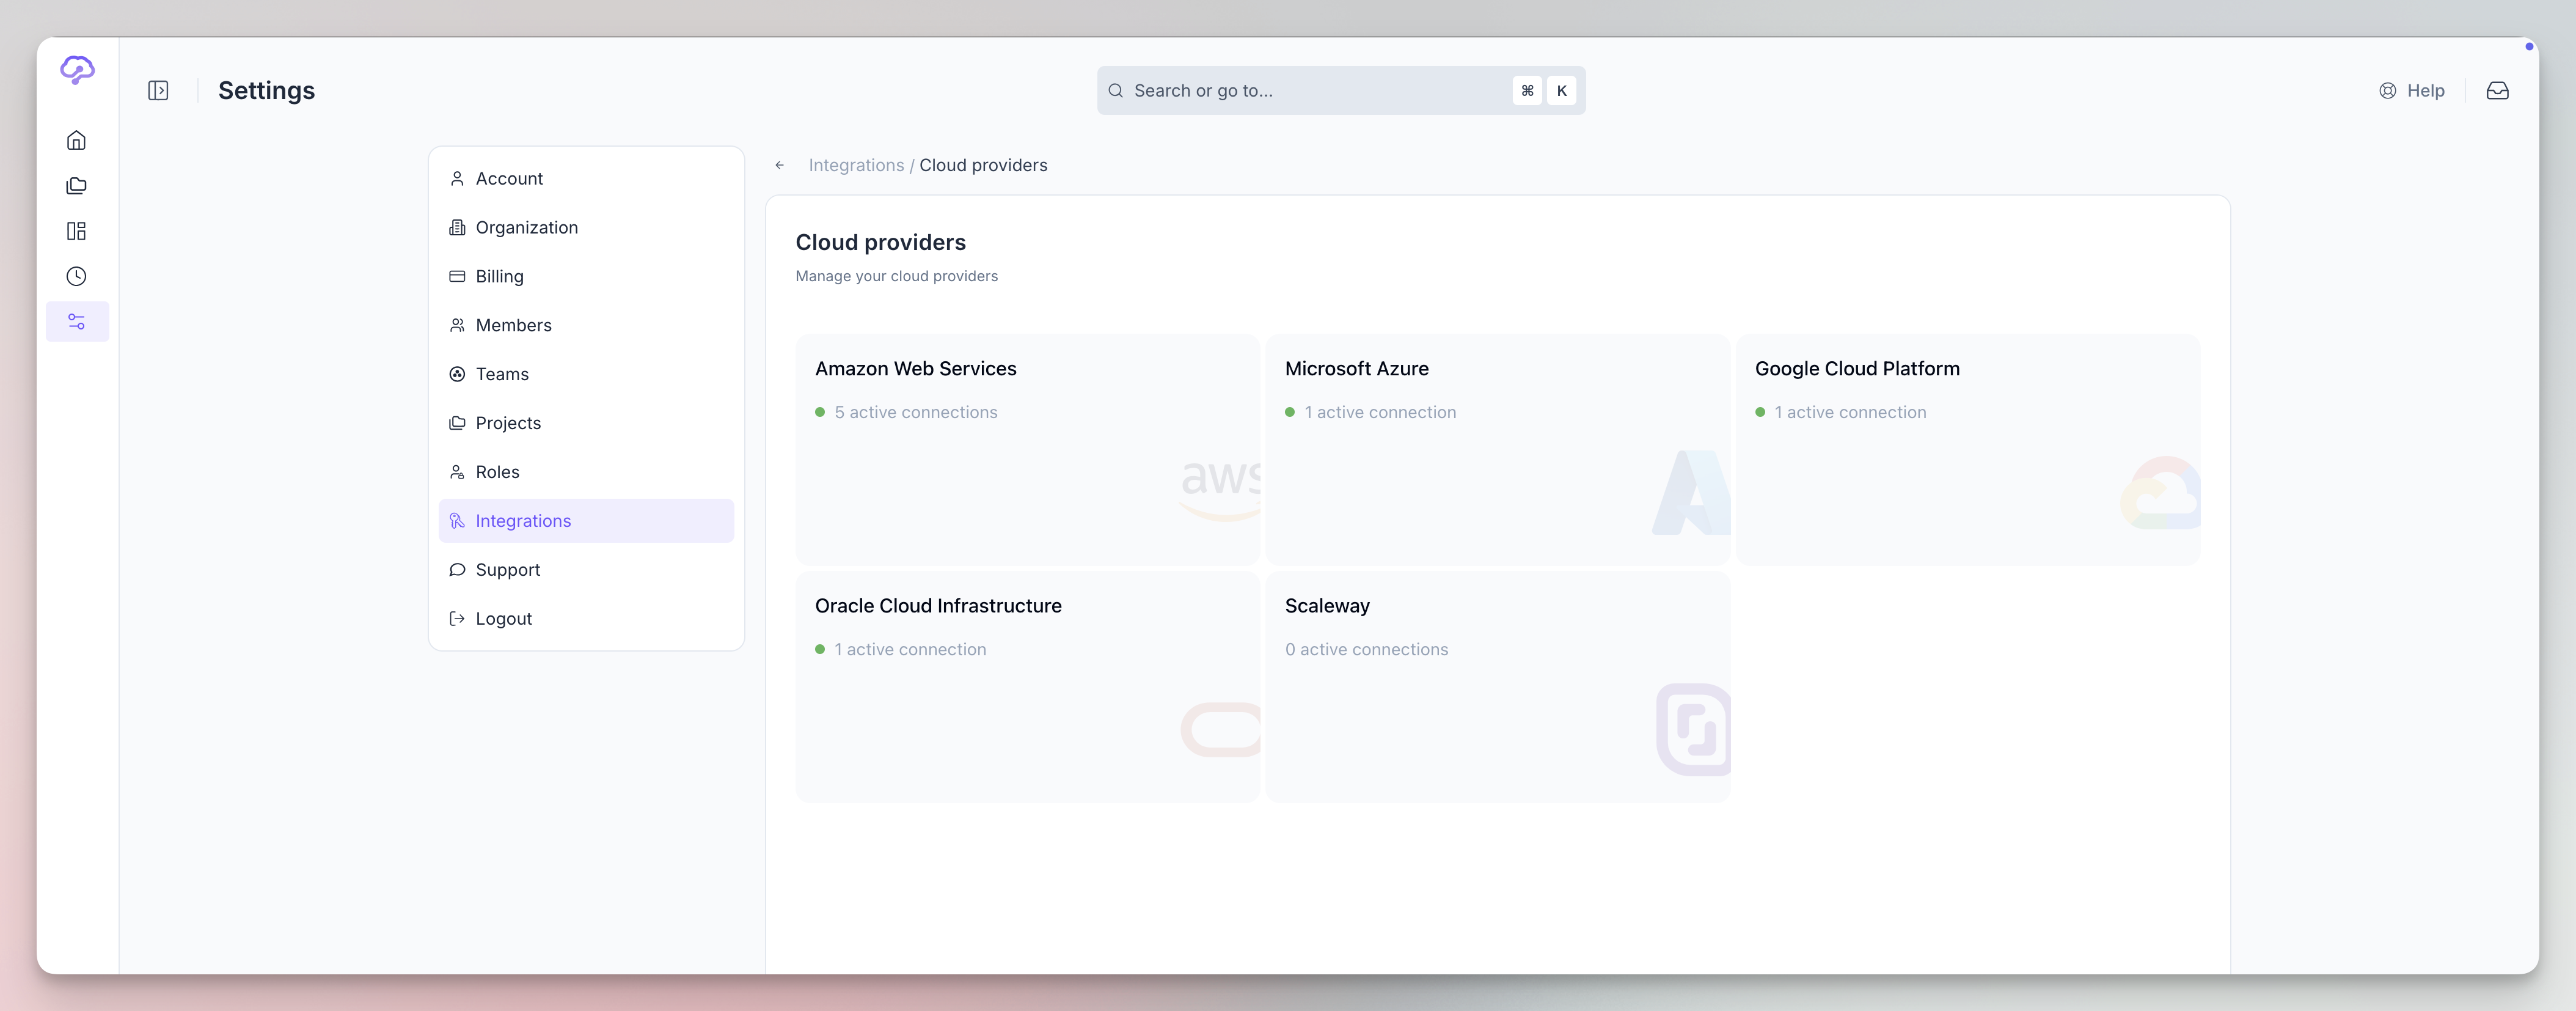 Settings
Search or go to...
⌘ K
Help
Account
Organization
Billing
Members
Teams
Projects
Roles
Integrations
Support
Logout
Integrations / Cloud providers
Cloud providers
Manage your cloud providers
Amazon Web Services
5 active connections
aws
Microsoft Azure
1 active connection
Google Cloud Platform
1 active connection
Oracle Cloud Infrastructure
1 active connection
Scaleway
0 active connections